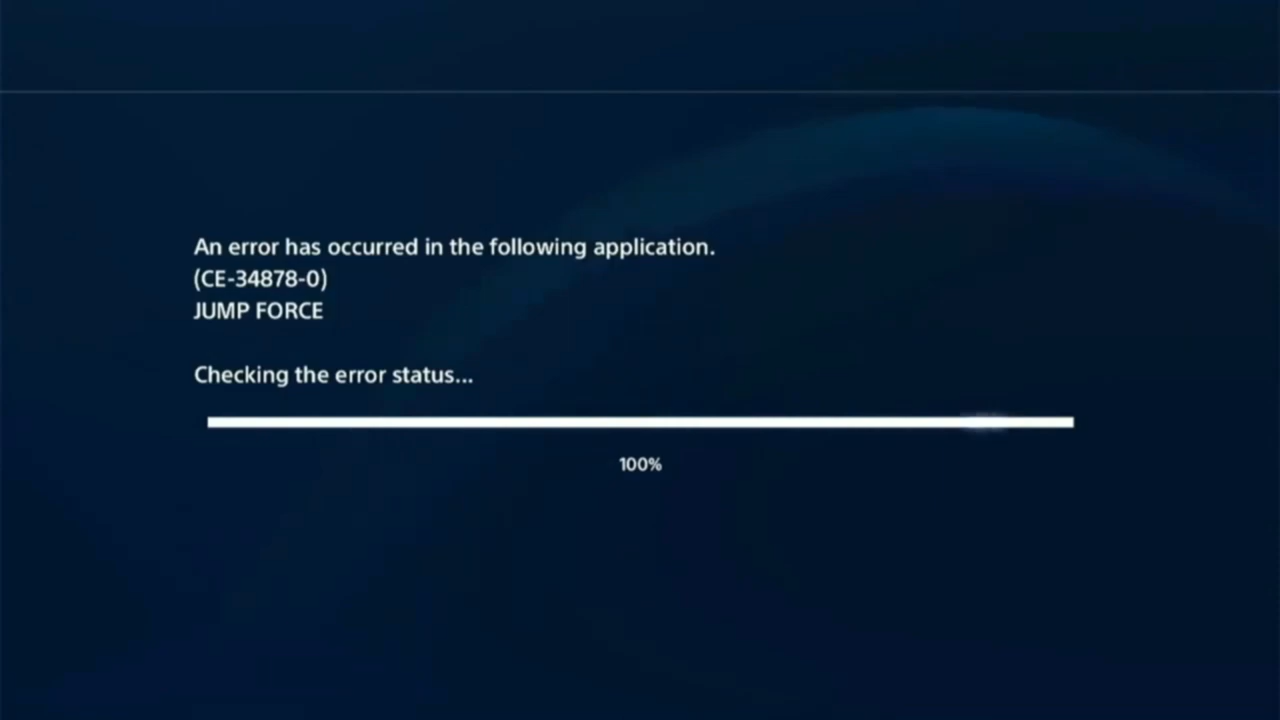 An error has occurred in the following application.
(CE-34878-0)
JUMP FORCE
Checking the error status...
100%